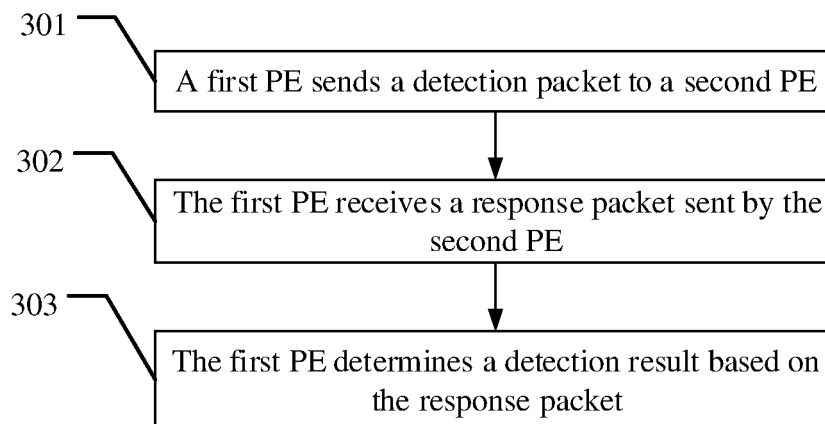 301
A first PE sends a detection packet to a second PE
302
The first PE receives a response packet sent by the
second PE
303
The first PE determines a detection result based on
the response packet